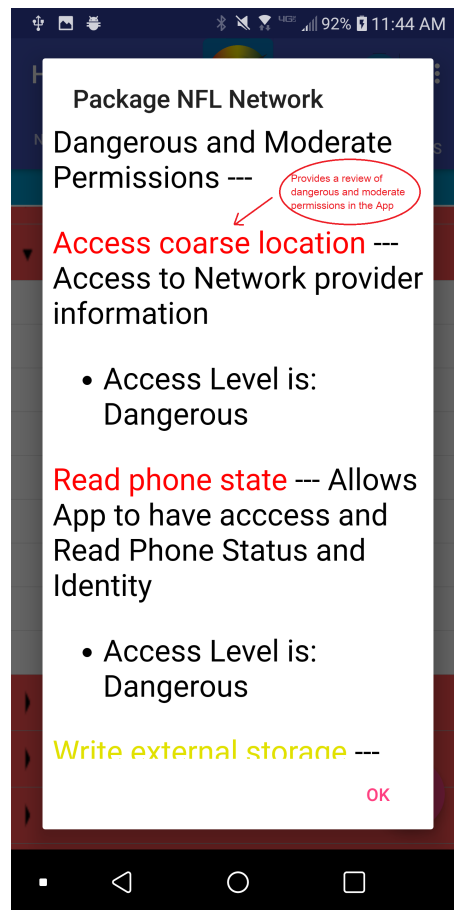 4G 92% 11:44 AM
H
Package NFL Network
N
S
Dangerous and Moderate
Permissions ---
Provides a review of
dangerous and moderate
permissions in the App
Access coarse location ---
Access to Network provider
information
• Access Level is:
Dangerous
Read phone state --- Allows
App to have acccess and
Read Phone Status and
Identity
• Access Level is:
Dangerous
Write external storage ---
OK